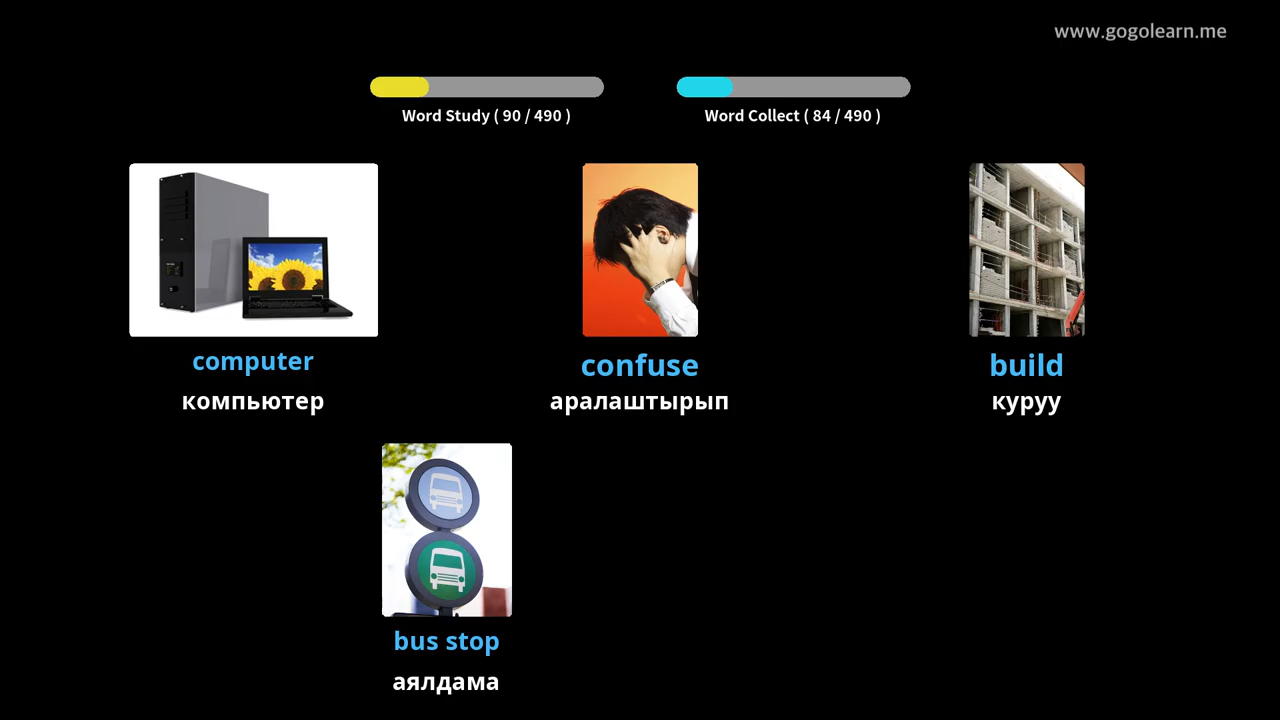 www.gogolearn.me
Word Study ( 90 / 490 )
Word Collect ( 84 / 490 )
computer
confuse
build
компьютер
аралаштырып
куруу
bus stop
аялдама